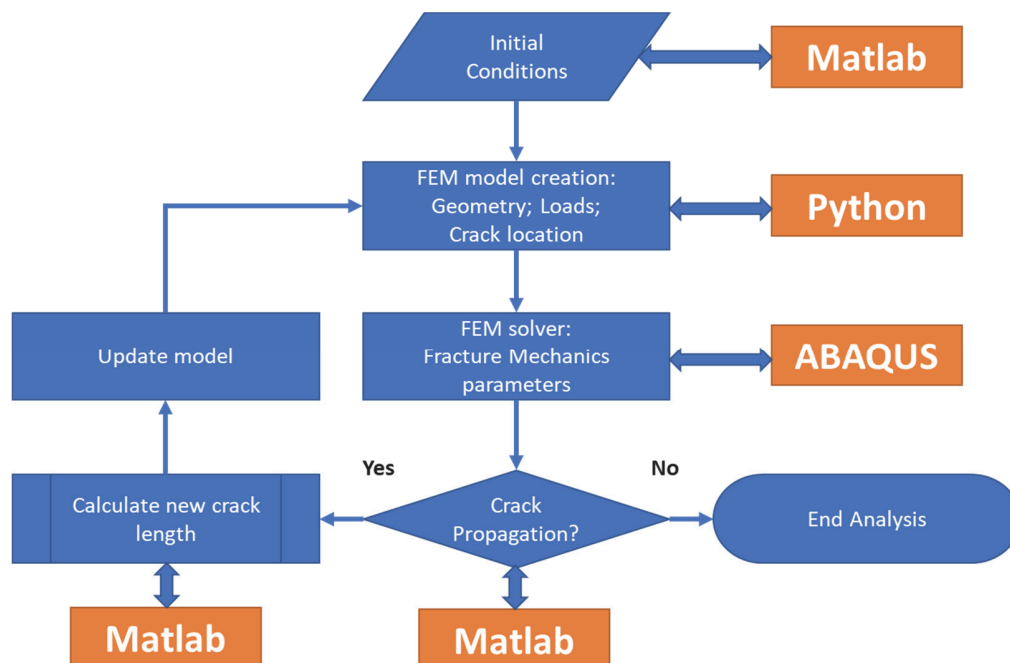 Initial
Conditions
Matlab
FEM model creation:
Geometry; Loads;
Crack location
Python
Update model
FEM solver:
Fracture Mechanics
parameters
ABAQUS
Yes
No
Calculate new crack
length
Crack
Propagation?
End Analysis
Matlab
Matlab